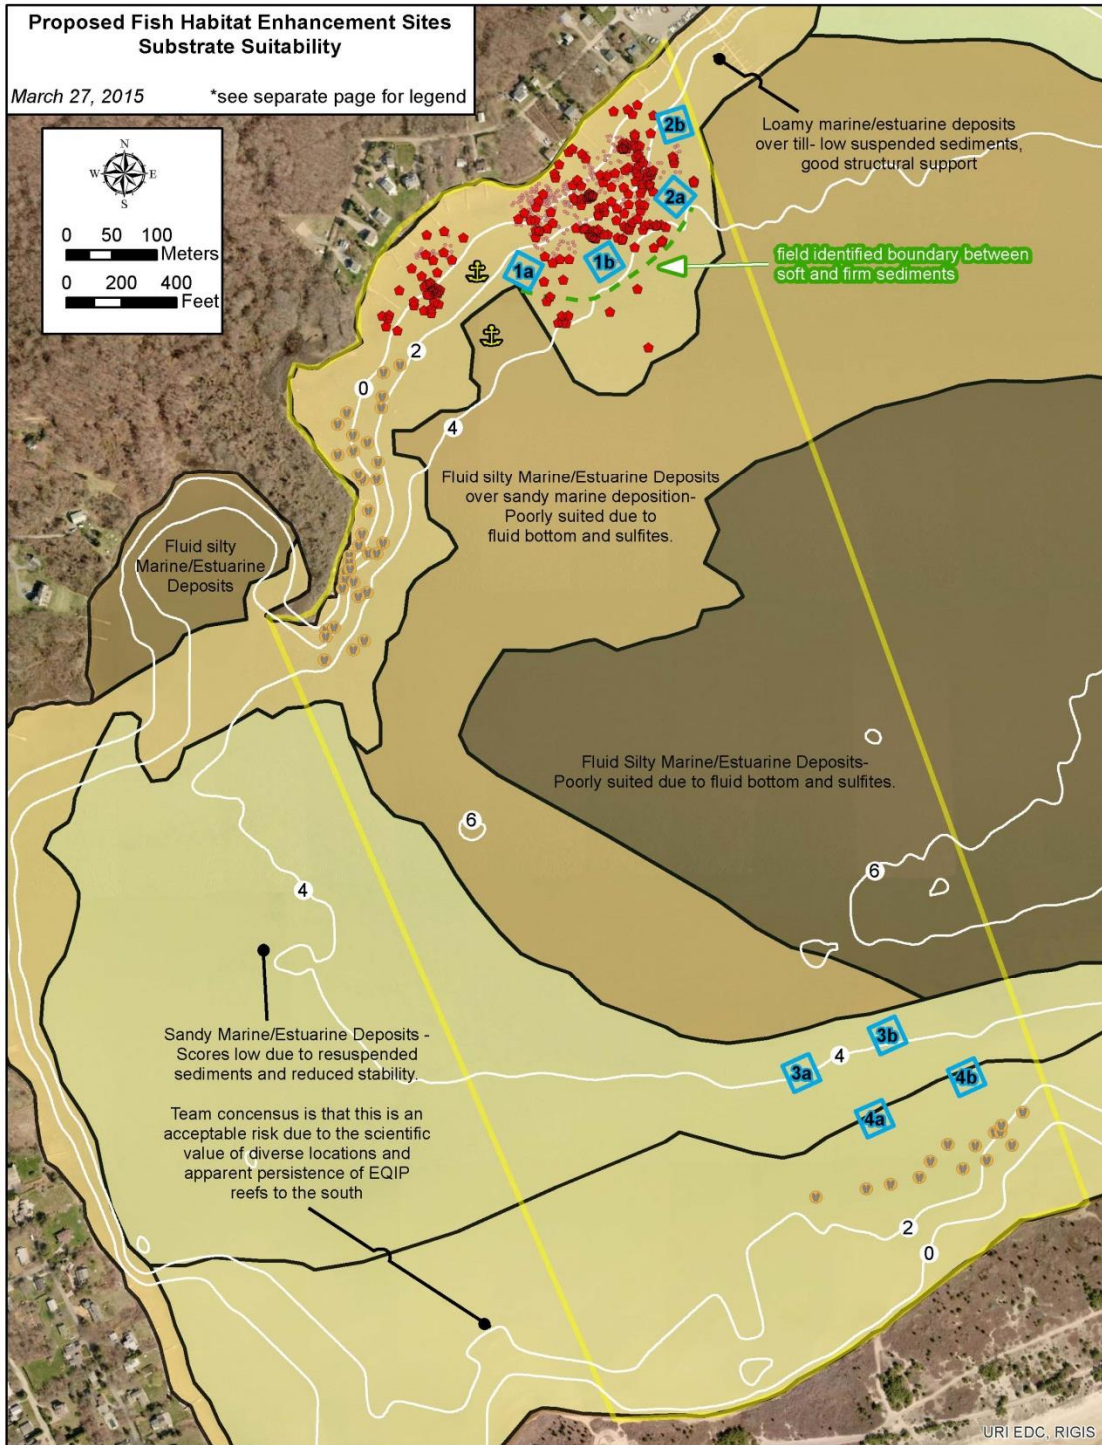 Proposed Fish Habitat Enhancement Sites
Substrate Suitability
March 27, 2015 *see separate page for legend
N
W E
S
0 50 100
Meters
0 200 400
Feet
2b
Loamy marine/estuarine deposits
over till- low suspended sediments,
good structural support
2a
1a
1b
field identified boundary between
soft and firm sediments
2
0
4
Fluid silty Marine/Estuarine Deposits
over sandy marine deposition-
Poorly suited due to
fluid bottom and sulfites.
Fluid silty
Marine/Estuarine
Deposits
Fluid Silty Marine/Estuarine Deposits-
Poorly suited due to fluid bottom and sulfites.
6
6
4
Sandy Marine/Estuarine Deposits -
Scores low due to resuspended
sediments and reduced stability.
Team concensus is that this is an
acceptable risk due to the scientific
value of diverse locations and
apparent persistence of EQIP
reefs to the south
3b
4
3a
4b
4a
2
0
URI EDC, RIGIS